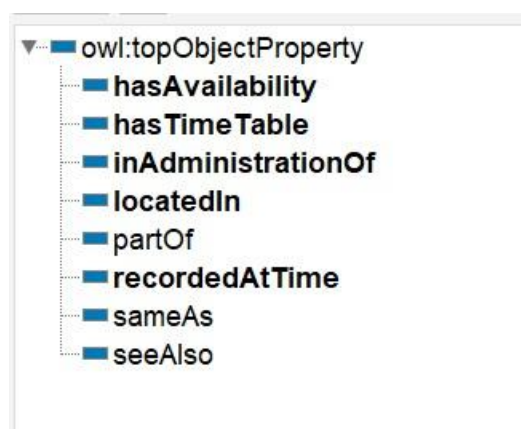 owl:topObjectProperty
hasAvailability
hasTimeTable
inAdministrationOf
locatedIn
partOf
recordedAtTime
sameAs
seeAlso